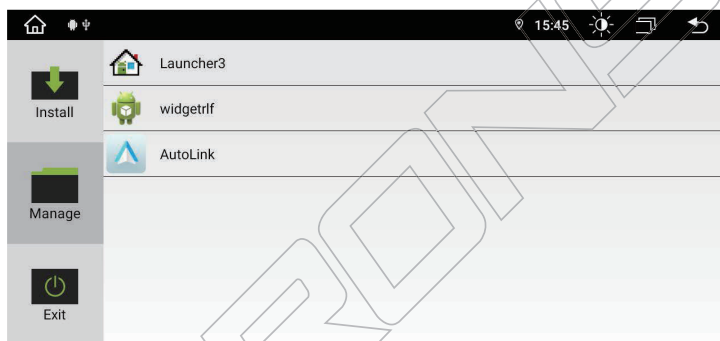 15:45
Launcher3
Install
widgetrlf
AutoLink
Manage
Exit